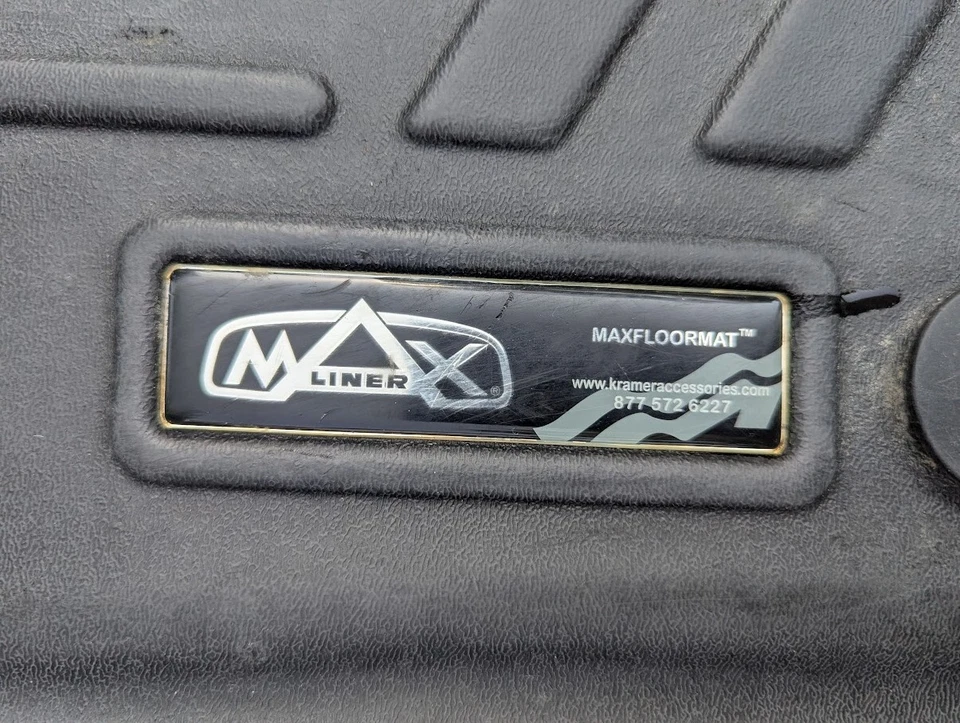 MAX
LINER
®
MAXFLOORMAT™
www.krameraccessories.com
877 572 6227